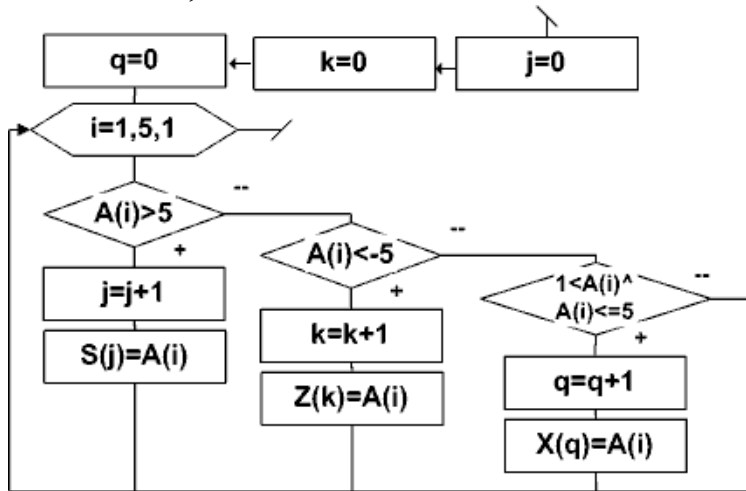 q=0
k=0
j=0
i=1,5,1
A(i)>5
--
+
A(i)<-5
--
+
1<A(i)^
A(i)<=5
--
+
j=j+1
S(j)=A(i)
k=k+1
Z(k)=A(i)
q=q+1
X(q)=A(i)